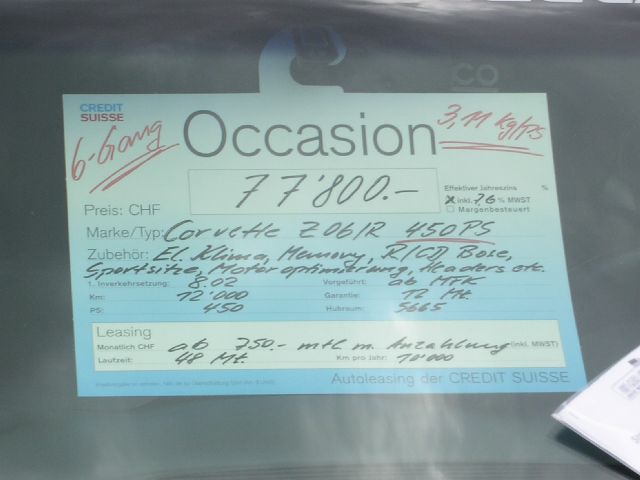 CREDIT
SUISSE
6-Gang
Occasion
3,11 kg/PS
Preis: CHF 77'800.-
Effektiver Jahreszins %
x inkl. 7,6 % MWST
Margenbesteuert
Marke/Typ: Corvette Z06/R 450PS
Zubehör: El. Klima, Memory, R/CD Bose,
Sportsitze, Motoroptimierung, Headers etc.
1. Inverkehrsetzung: 8.02 Vorgeführt: ab MFK
Km: 12'000 Garantie: 12 Mt.
PS: 450 Hubraum: 5665
Leasing
Monatlich CHF ab 750.- mtl. m. Anzahlung (inkl. MWST)
Laufzeit: 48 Mt. Km pro Jahr: 10'000
Autoleasing der CREDIT SUISSE